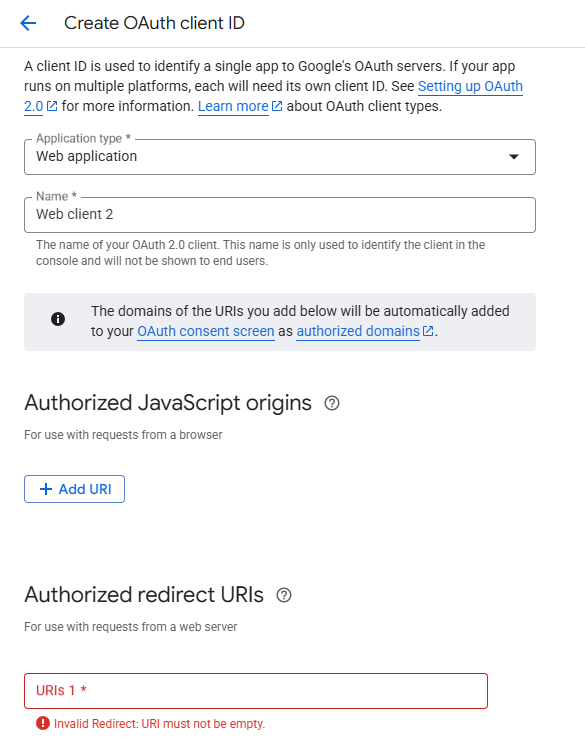 Create OAuth client ID
A client ID is used to identify a single app to Google's OAuth servers. If your app
runs on multiple platforms, each will need its own client ID. See Setting up OAuth
2.0 for more information. Learn more about OAuth client types.
Application type *
Web application
Name *
Web client 2
The name of your OAuth 2.0 client. This name is only used to identify the client in the
console and will not be shown to end users.
The domains of the URIs you add below will be automatically added
to your OAuth consent screen as authorized domains.
Authorized JavaScript origins
For use with requests from a browser
+ Add URI
Authorized redirect URIs
For use with requests from a web server
URIs 1 *
Invalid Redirect: URI must not be empty.